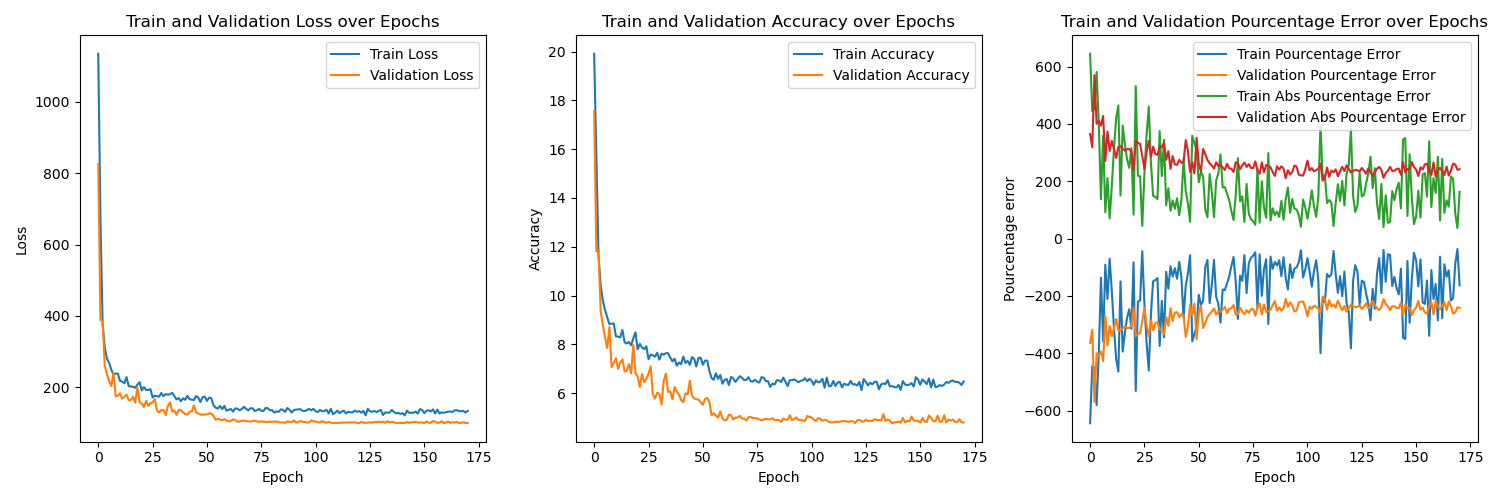 Train and Validation Loss over Epochs
Train Loss
Validation Loss
1000
800
600
400
200
Loss
0
25
50
75
100
125
150
175
Epoch
Train and Validation Accuracy over Epochs
Train Accuracy
Validation Accuracy
20
18
16
14
12
10
8
6
Accuracy
0
25
50
75
100
125
150
175
Epoch
Train and Validation Pourcentage Error over Epochs
Train Pourcentage Error
Validation Pourcentage Error
Train Abs Pourcentage Error
Validation Abs Pourcentage Error
600
400
200
0
−200
−400
−600
Pourcentage error
0
25
50
75
100
125
150
175
Epoch